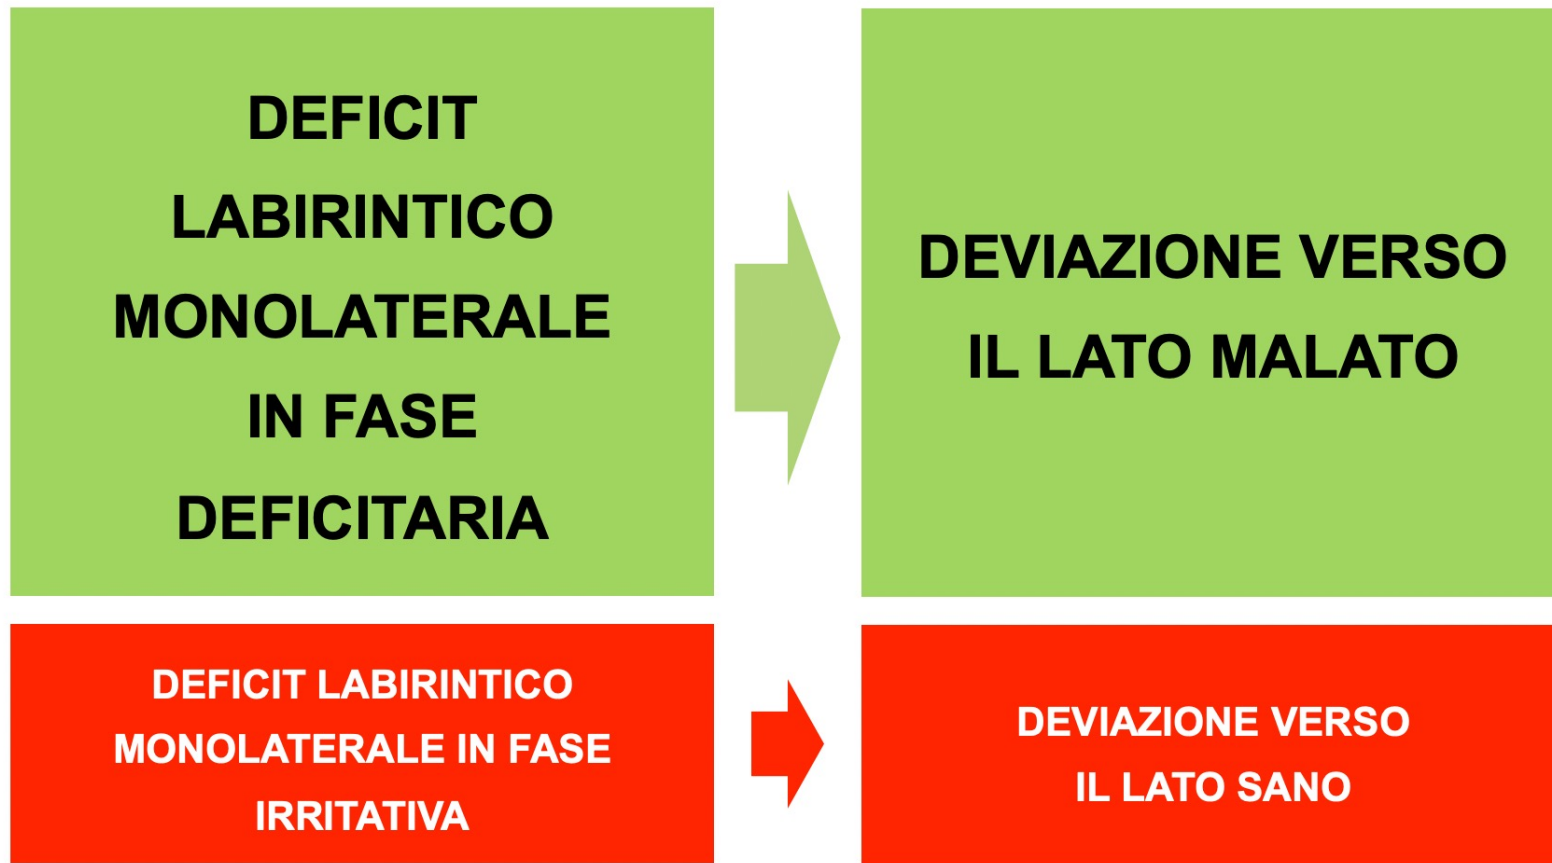 DEFICIT
LABIRINTICO
MONOLATERALE
IN FASE
DEFICITARIA
DEVIAZIONE VERSO
IL LATO MALATO
DEFICIT LABIRINTICO
MONOLATERALE IN FASE
IRRITATIVA
DEVIAZIONE VERSO
IL LATO SANO